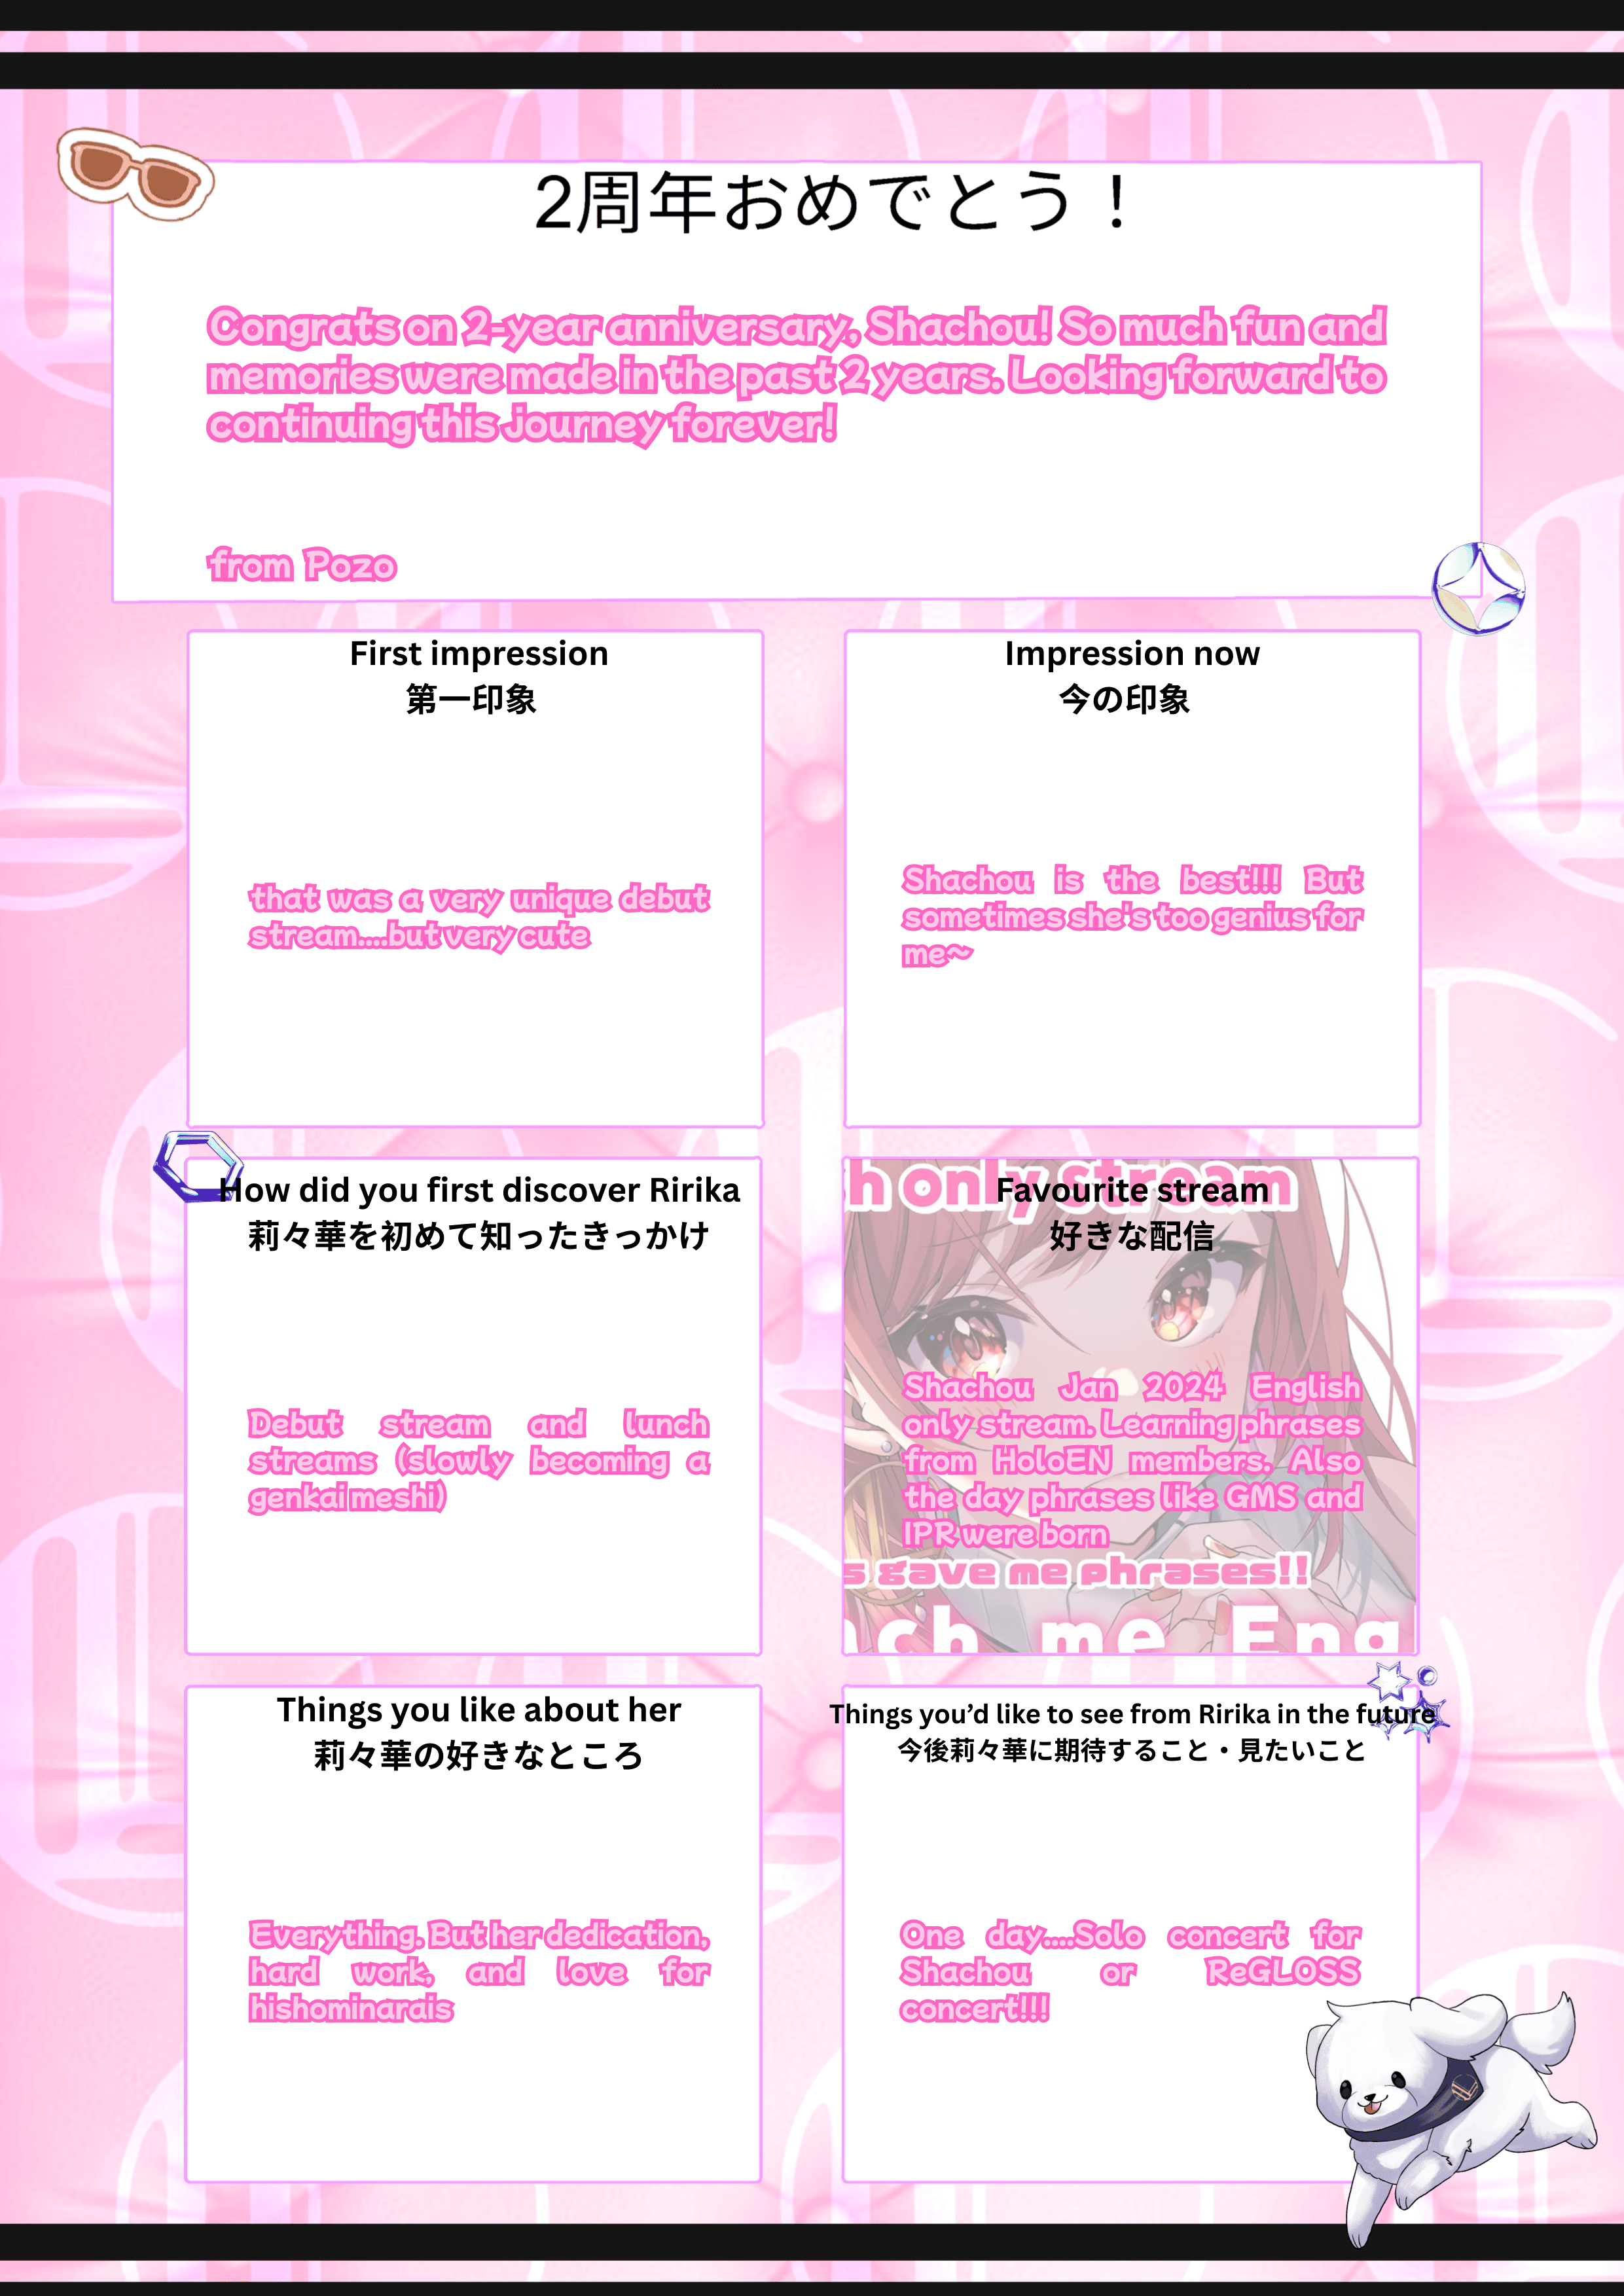 2周年おめでとう！
Congrats on 2-year anniversary, Shachou! So much fun and
memories were made in the past 2 years. Looking forward to
continuing this journey forever!
from Pozo
First impression
第一印象
that was a very unique debut
stream....but very cute
Impression now
今の印象
Shachou is the best!!! But
sometimes she's too genius for
me~
How did you first discover Ririka
莉々華を初めて知ったきっかけ
Debut stream and lunch
streams (slowly becoming a
genkai meshi)
h only stream
Favourite stream
好きな配信
Shachou Jan 2024 English
only stream. Learning phrases
from HoloEN members. Also
the day phrases like GMS and
IPR were born
s gave me phrases!!
ach me Eng
Things you like about her
莉々華の好きなところ
Everything. But her dedication,
hard work, and love for
hishominarais
Things you’d like to see from Ririka in the future
今後莉々華に期待すること・見たいこと
One day....Solo concert for
Shachou or ReGLOSS
concert!!!